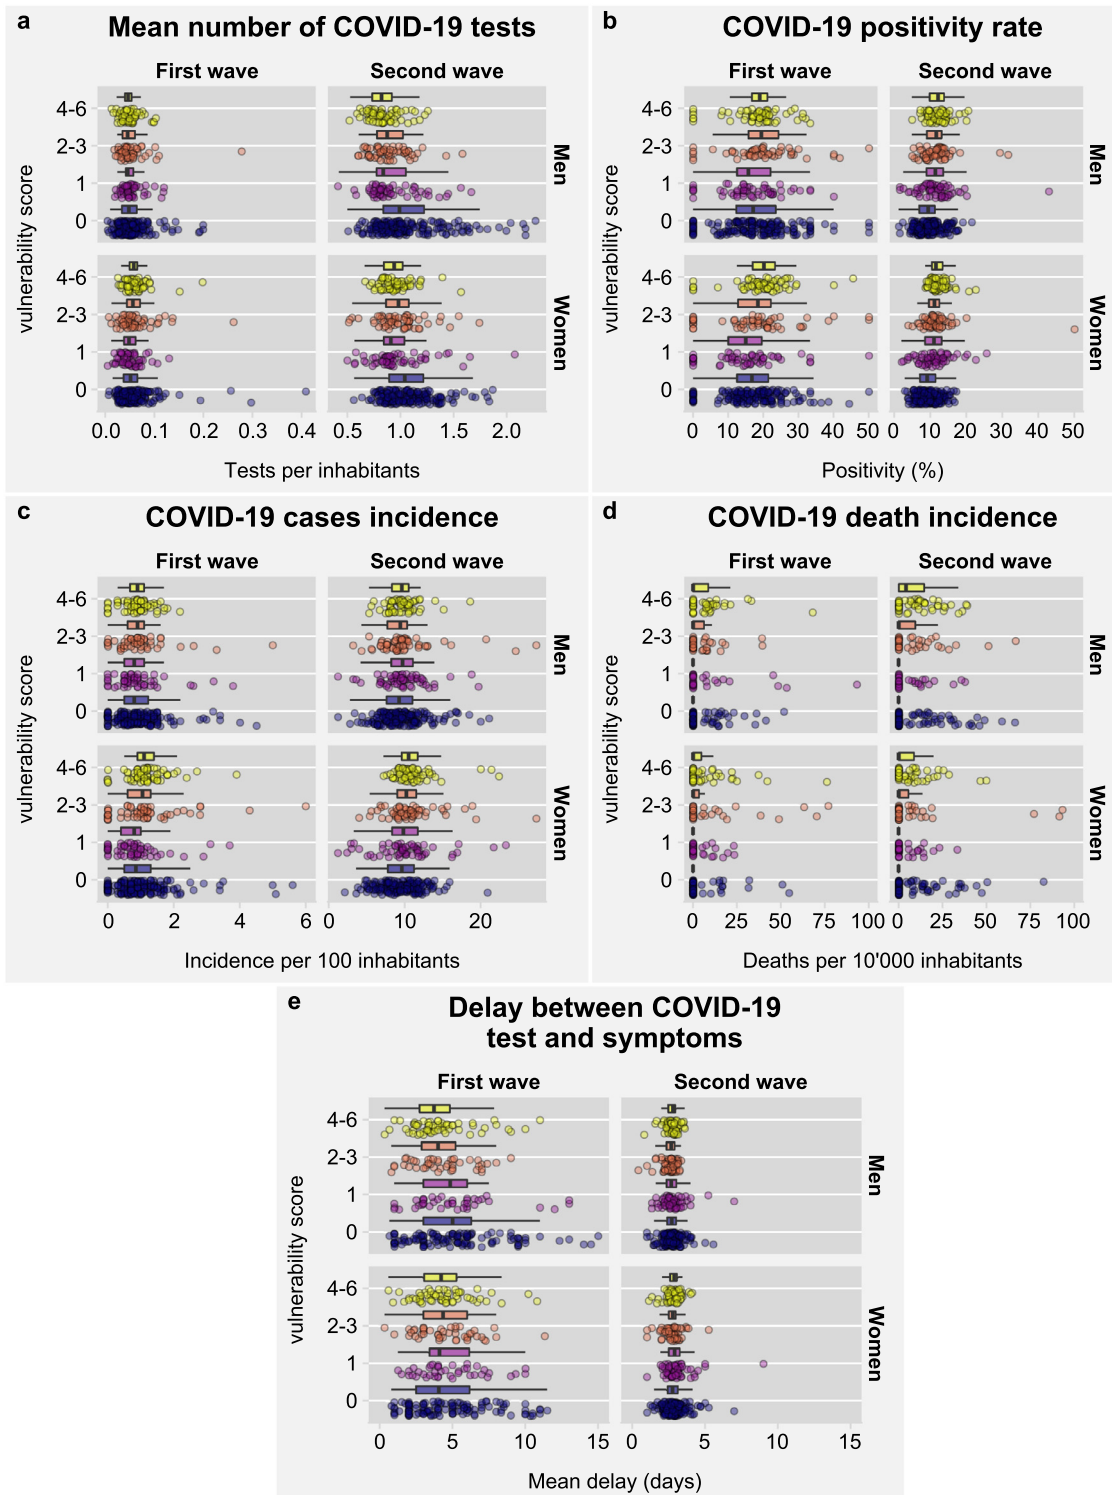 a Mean number of COVID-19 tests
First wave Second wave
vulnerability score
4-6
2-3
1
0
Men
vulnerability score
4-6
2-3
1
0
Women
0.0 0.1 0.2 0.3 0.4 0.5 1.0 1.5 2.0
Tests per inhabitants
b COVID-19 positivity rate
First wave Second wave
vulnerability score
4-6
2-3
1
0
Men
vulnerability score
4-6
2-3
1
0
Women
0 10 20 30 40 50 0 10 20 30 40 50
Positivity (%)
c COVID-19 cases incidence
First wave Second wave
vulnerability score
4-6
2-3
1
0
Men
vulnerability score
4-6
2-3
1
0
Women
0 2 4 6 0 10 20
Incidence per 100 inhabitants
d COVID-19 death incidence
First wave Second wave
vulnerability score
4-6
2-3
1
0
Men
vulnerability score
4-6
2-3
1
0
Women
0 25 50 75 100 0 25 50 75 100
Deaths per 10'000 inhabitants
e Delay between COVID-19
test and symptoms
First wave Second wave
vulnerability score
4-6
2-3
1
0
Men
4-6
2-3
1
0
Women
0 5 10 15 0 5 10 15
Mean delay (days)